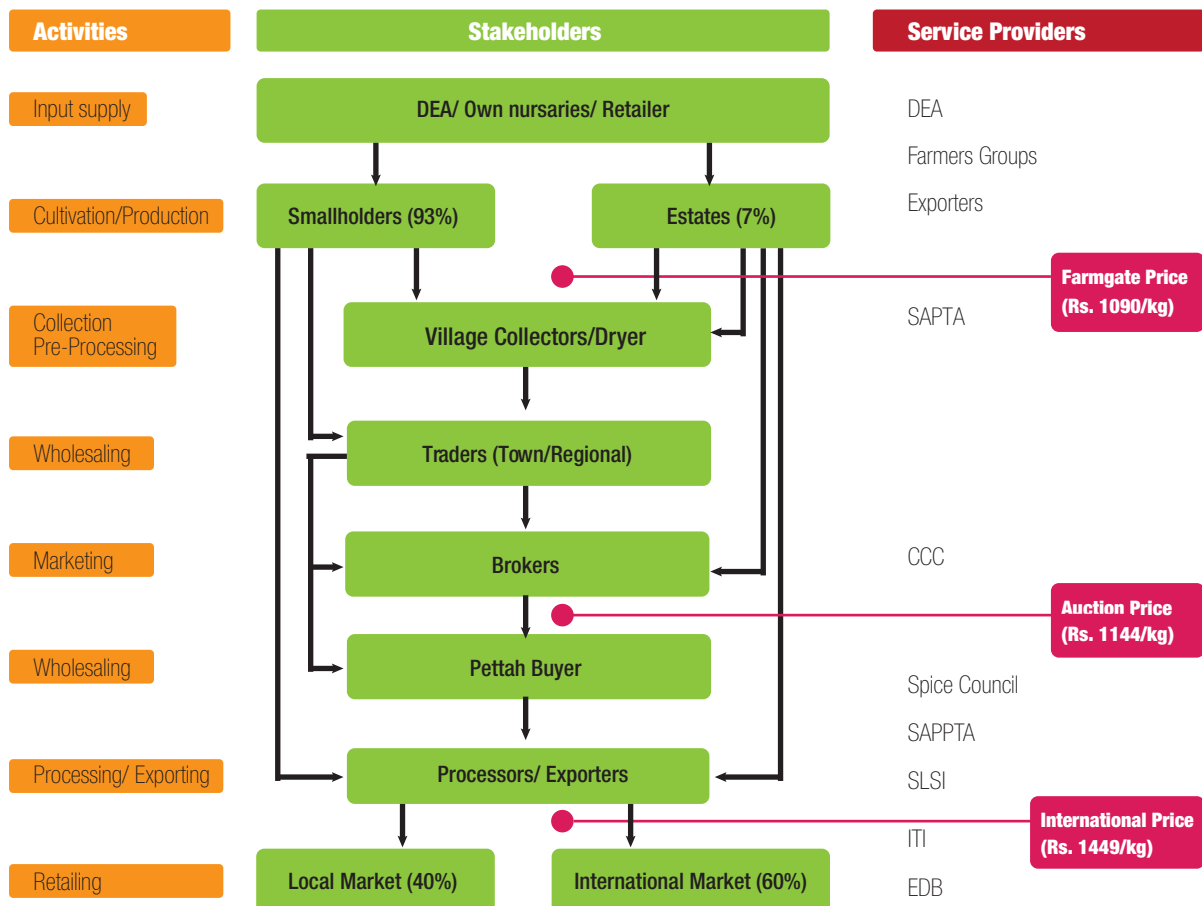 Activities
Stakeholders
Service Providers
Input supply
DEA/ Own nursaries/ Retailer
DEA
Farmers Groups
Cultivation/Production
Smallholders (93%)
Estates (7%)
Exporters
Farmgate Price
(Rs. 1090/kg)
Collection
Pre-Processing
Village Collectors/Dryer
SAPTA
Wholesaling
Traders (Town/Regional)
Marketing
Brokers
CCC
Auction Price
(Rs. 1144/kg)
Wholesaling
Pettah Buyer
Spice Council
SAPPTA
Processing/ Exporting
Processors/ Exporters
SLSI
International Price
(Rs. 1449/kg)
ITI
Retailing
Local Market (40%)
International Market (60%)
EDB